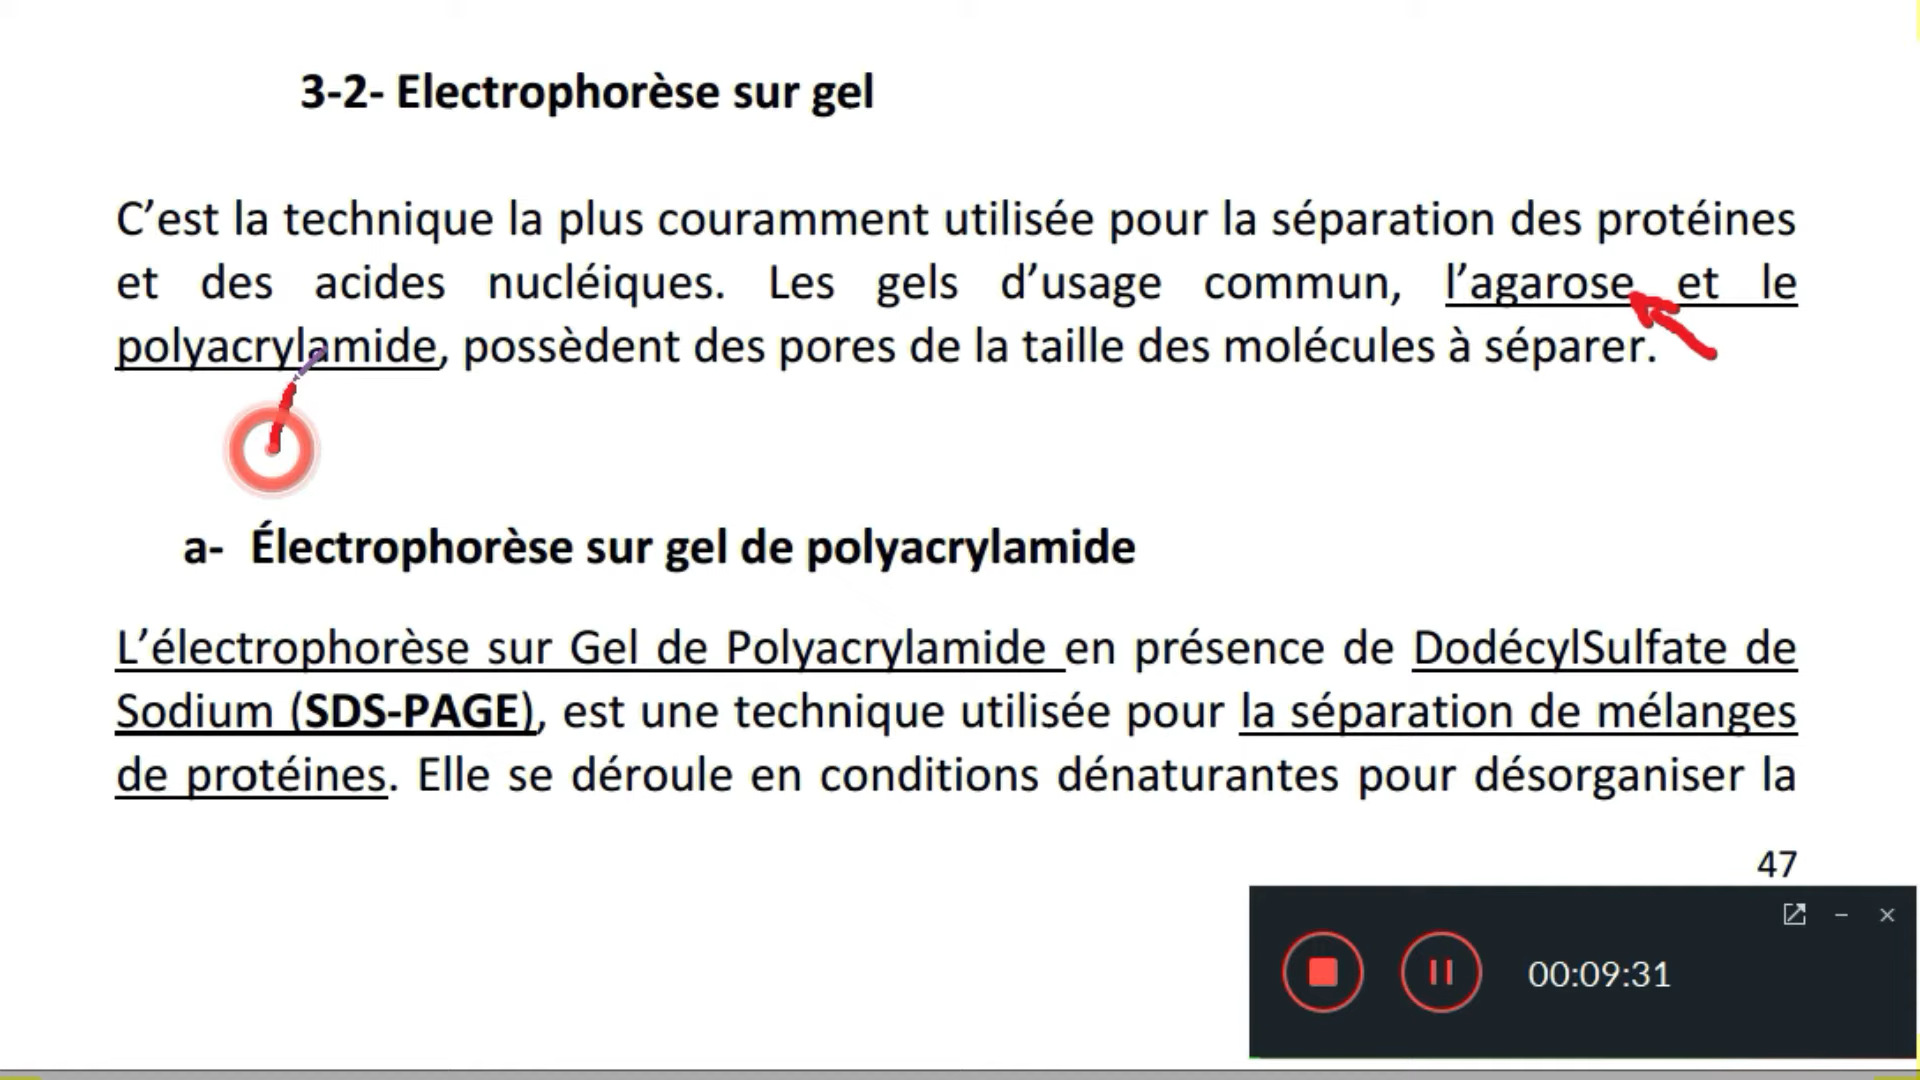 3-2- Electrophorèse sur gel
C’est la technique la plus couramment utilisée pour la séparation des protéines
et des acides nucléiques. Les gels d’usage commun, l’agarose et le
polyacrylamide, possèdent des pores de la taille des molécules à séparer.
a- Électrophorèse sur gel de polyacrylamide
L’électrophorèse sur Gel de Polyacrylamide en présence de DodécylSulfate de
Sodium (SDS-PAGE), est une technique utilisée pour la séparation de mélanges
de protéines. Elle se déroule en conditions dénaturantes pour désorganiser la
47
00:09:31